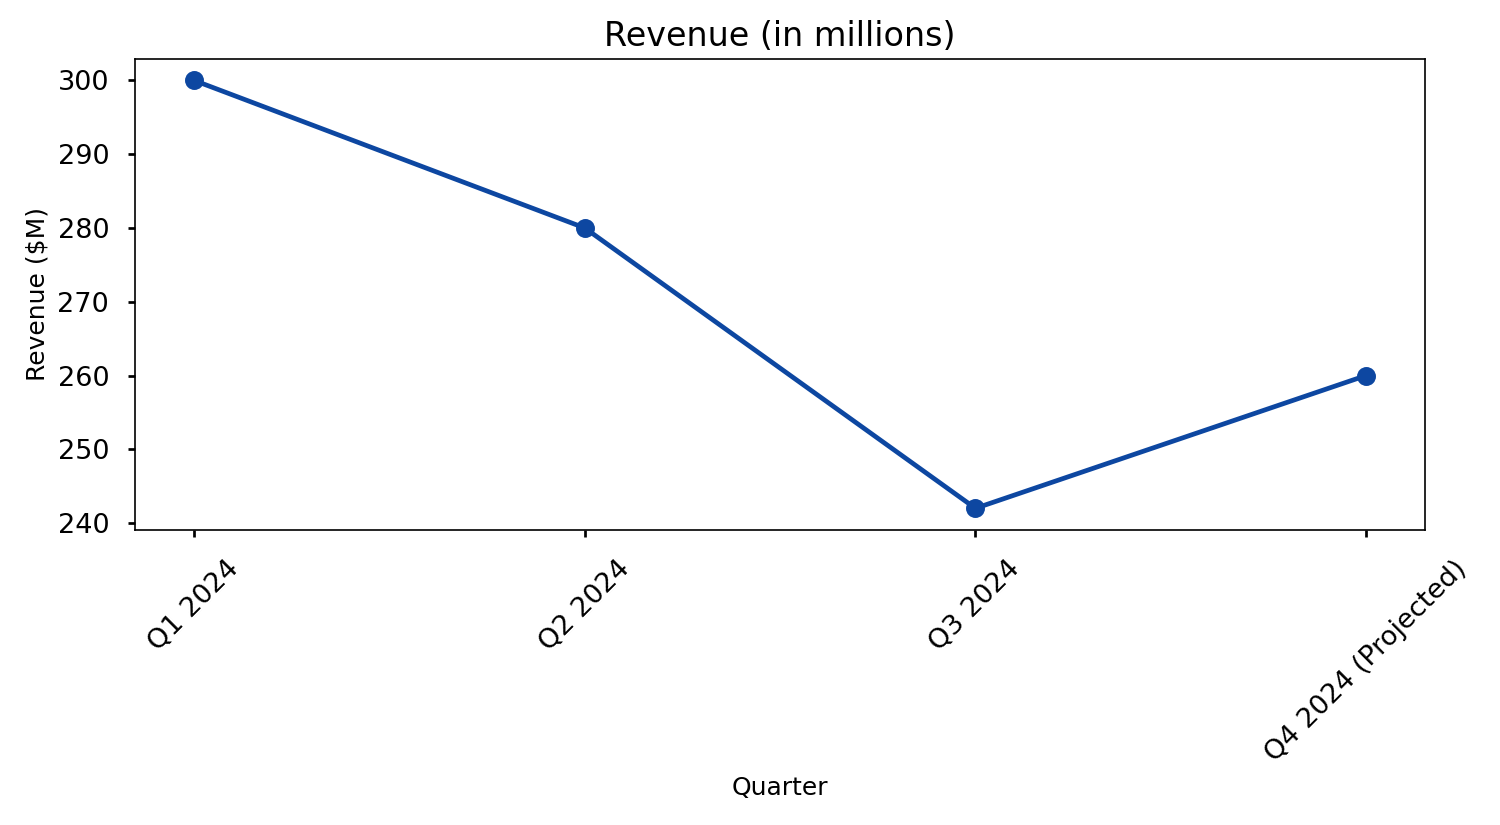 Revenue (in millions)
Revenue ($M)
300
290
280
270
260
250
240
Q1 2024
Q2 2024
Q3 2024
Q4 2024 (Projected)
Quarter